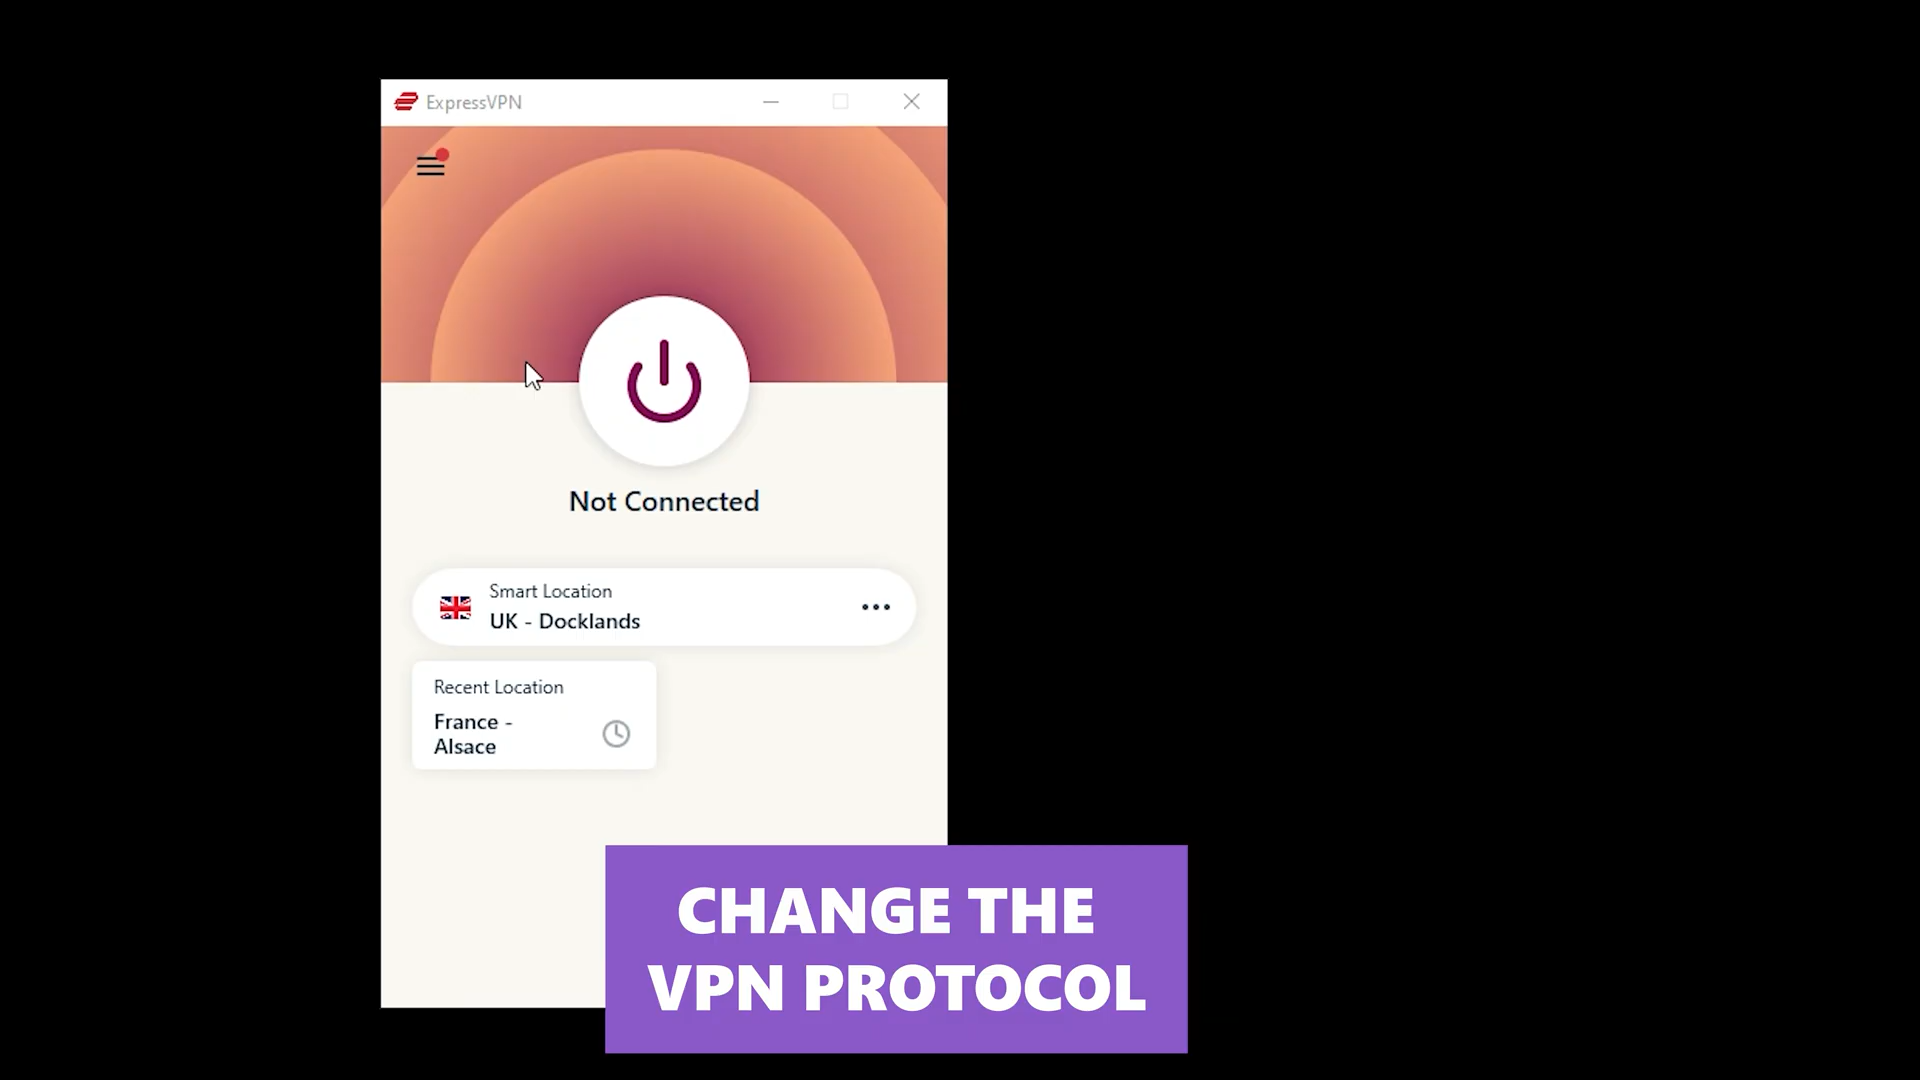 ExpressVPN
Not Connected
Smart Location
UK - Docklands
Recent Location
France -
Alsace
CHANGE THE
VPN PROTOCOL